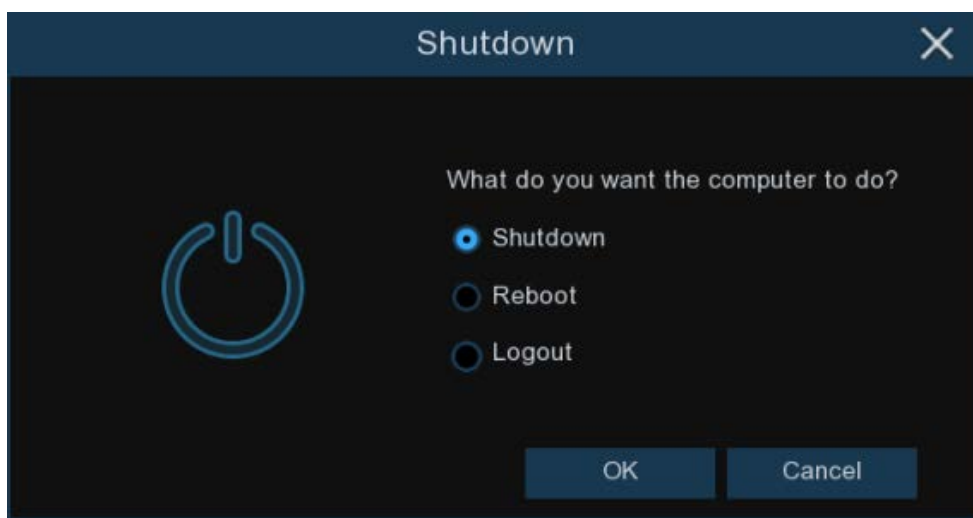 Shutdown
What do you want the computer to do?
Shutdown
Reboot
Logout
OK
Cancel